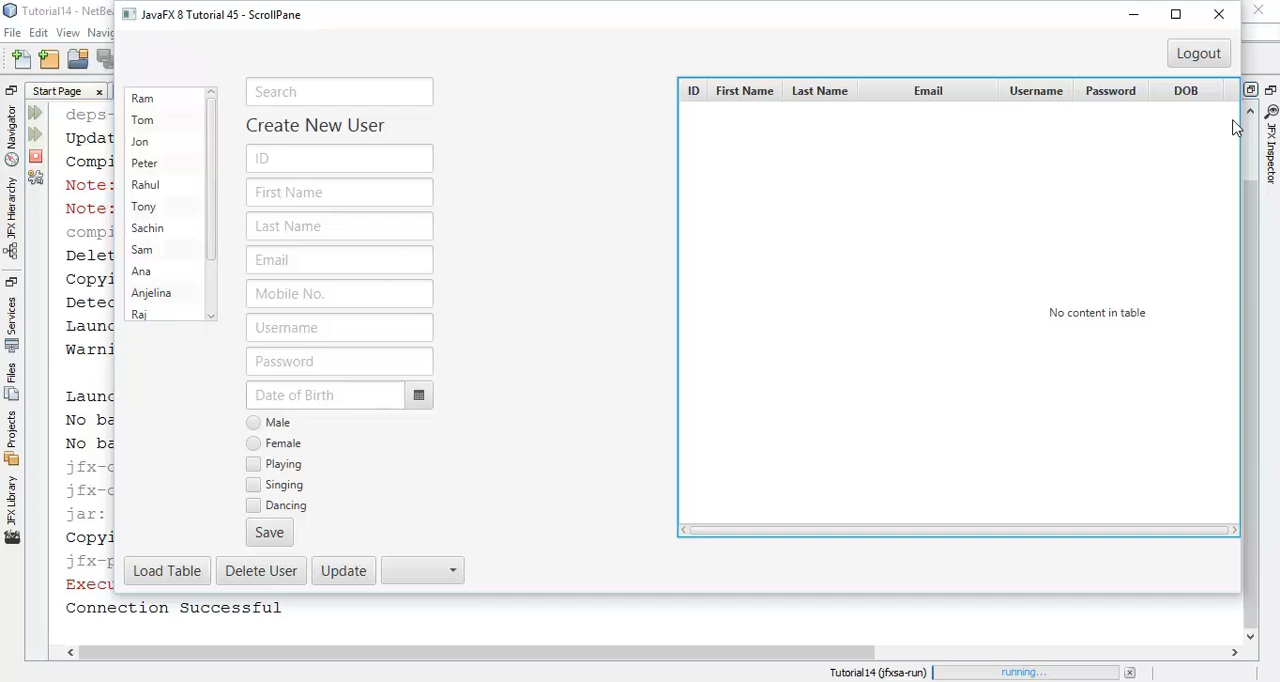 Tutorial14 - NetBe
JavaFX 8 Tutorial 45 - ScrollPane
File Edit View Navig
Logout
Start Page
Search
ID First Name Last Name Email Username Password DOB
Ram
Tom
Jon
Peter
Rahul
Tony
Sachin
Sam
Ana
Anjelina
Raj
Create New User
ID
First Name
Last Name
Email
Mobile No.
Username
Password
Date of Birth
Male
Female
Playing
Singing
Dancing
Save
No content in table
Load Table Delete User Update
deps-
Updat
Compi
Note:
Note:
compi
Delet
Copyi
Detec
Launc
Warni
Launc
No ba
No ba
jfx-c
jfx-c
jar:
Copyi
jfx-p
Execu
Connection Successful
Navigator
JFX Hierarchy
Services
Files
Projects
JFX Library
JFX Inspector
Tutorial14 (jfxsa-run) running...